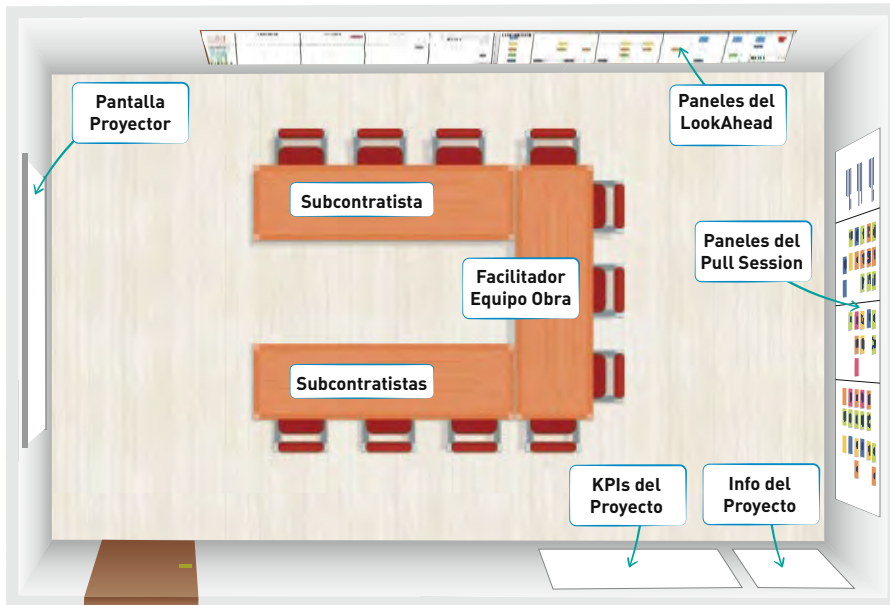 Pantalla
Proyector
Paneles del
LookAhead
Subcontratista
Paneles del
Pull Session
Facilitador
Equipo Obra
Subcontratistas
KPIs del
Proyecto
Info del
Proyecto